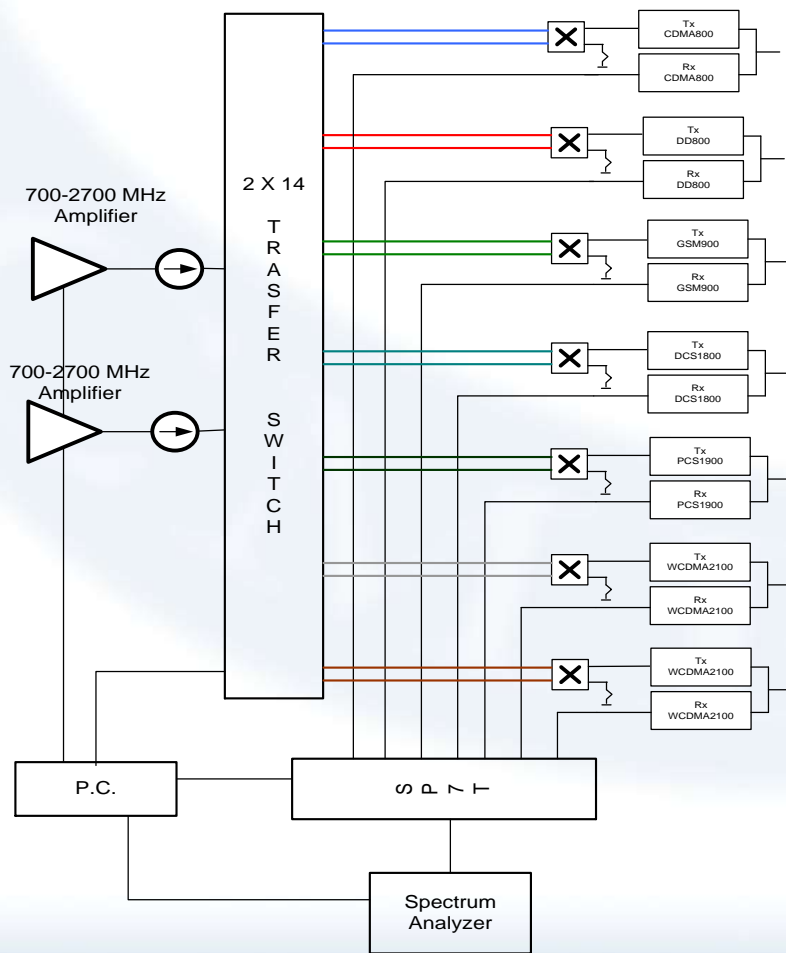 700-2700 MHz
Amplifier
700-2700 MHz
Amplifier
2 X 14
TRASFER
SWITCH
Tx
CDMA800
Rx
CDMA800
Tx
DD800
Rx
DD800
Tx
GSM900
Rx
GSM900
Tx
DCS1800
Rx
DCS1800
Tx
PCS1900
Rx
PCS1900
Tx
WCDMA2100
Rx
WCDMA2100
Tx
WCDMA2100
Rx
WCDMA2100
P.C.
SP7T
Spectrum
Analyzer